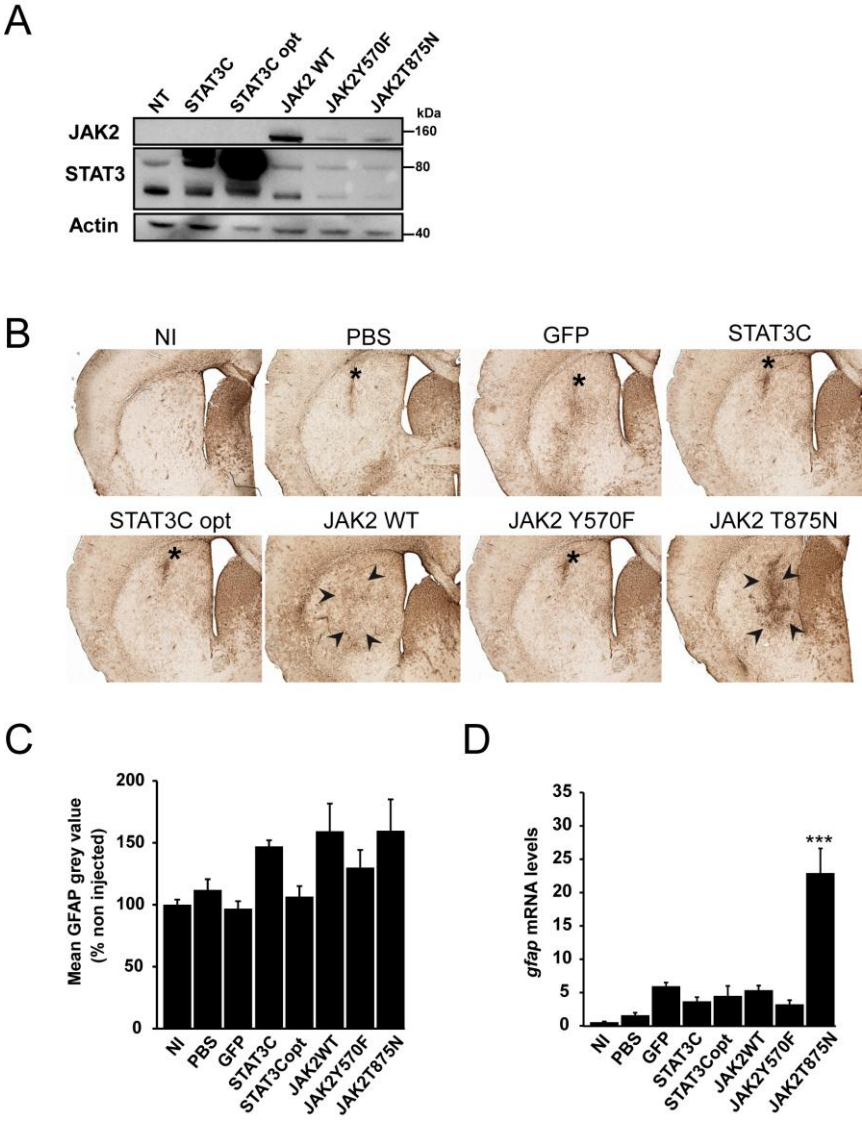 A
NT
STAT3C
STAT3C opt
JAK2 WT
JAK2Y570F
JAK2T875N
kDa
JAK2
160
STAT3
80
Actin
40
B
NI
PBS
GFP
STAT3C
*
*
*
STAT3C opt
JAK2 WT
JAK2 Y570F
JAK2 T875N
*
*
C
Mean GFAP grey value
(% non injected)
200
150
100
50
0
NI
PBS
GFP
STAT3C
STAT3Copt
JAK2WT
JAK2Y570F
JAK2T875N
D
gfap mRNA levels
35
30
25
20
15
10
5
0
***
NI
PBS
GFP
STAT3C
STAT3Copt
JAK2WT
JAK2Y570F
JAK2T875N